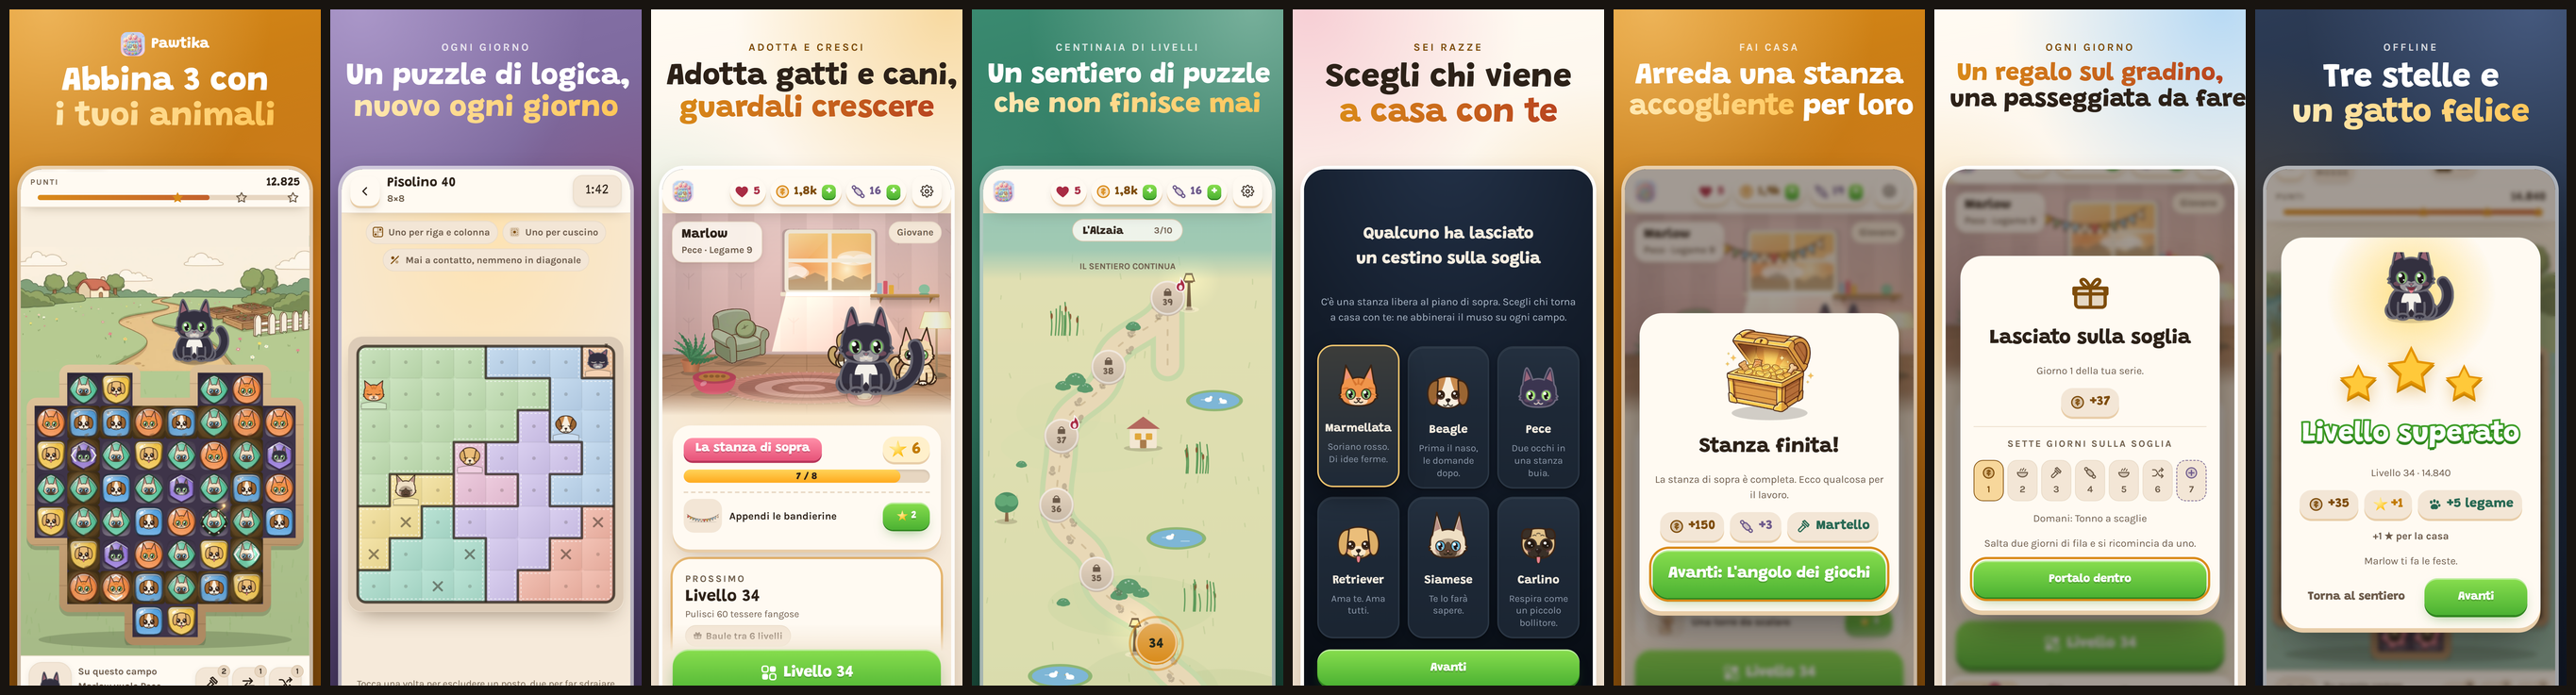 Pawtika
Abbina 3 con
i tuoi animali
PUNTI
12.825
Su questo campo
2
1
1
OGNI GIORNO
Un puzzle di logica,
nuovo ogni giorno
Pisolino 40
8×8
1:42
Uno per riga e colonna
Uno per cuscino
Mai a contatto, nemmeno in diagonale
ADOTTA E CRESCI
Adotta gatti e cani,
guardali crescere
5
1,8k
16
Marlow
Pece · Legame 9
Giovane
La stanza di sopra
6
7 / 8
Appendi le bandierine
2
PROSSIMO
Livello 34
Pulisci 60 tessere fangose
Baule tra 6 livelli
Livello 34
CENTINAIA DI LIVELLI
Un sentiero di puzzle
che non finisce mai
5
1,8k
16
L'Alzaia
3/10
IL SENTIERO CONTINUA
39
38
37
36
35
34
SEI RAZZE
Scegli chi viene
a casa con te
Qualcuno ha lasciato
un cestino sulla soglia
C'è una stanza libera al piano di sopra. Scegli chi torna
a casa con te: ne abbinerai il muso su ogni campo.
Marmellata
Soriano rosso.
Di idee ferme.
Beagle
Prima il naso,
le domande
dopo.
Pece
Due occhi in
una stanza
buia.
Retriever
Ama te. Ama
tutti.
Siamese
Te lo farà
sapere.
Carlino
Respira come
un piccolo
bollitore.
Avanti
FAI CASA
Arreda una stanza
accogliente per loro
Marlow
Pece · Legame 9
Giovane
Stanza finita!
La stanza di sopra è completa. Ecco qualcosa per
il lavoro.
+150
+3
Martello
Avanti: L'angolo dei giochi
Livello 34
OGNI GIORNO
Un regalo sul gradino,
una passeggiata da fare
Lasciato sulla soglia
Giorno 1 della tua serie.
+37
SETTE GIORNI SULLA SOGLIA
1
2
3
4
5
6
7
Domani: Tonno a scaglie
Salta due giorni di fila e si ricomincia da uno.
Portalo dentro
Livello 34
OFFLINE
Tre stelle e
un gatto felice
Livello superato
Livello 34 · 14.840
+35
+1
+5 legame
+1 ★ per la casa
Marlow ti fa le feste.
Torna al sentiero
Avanti